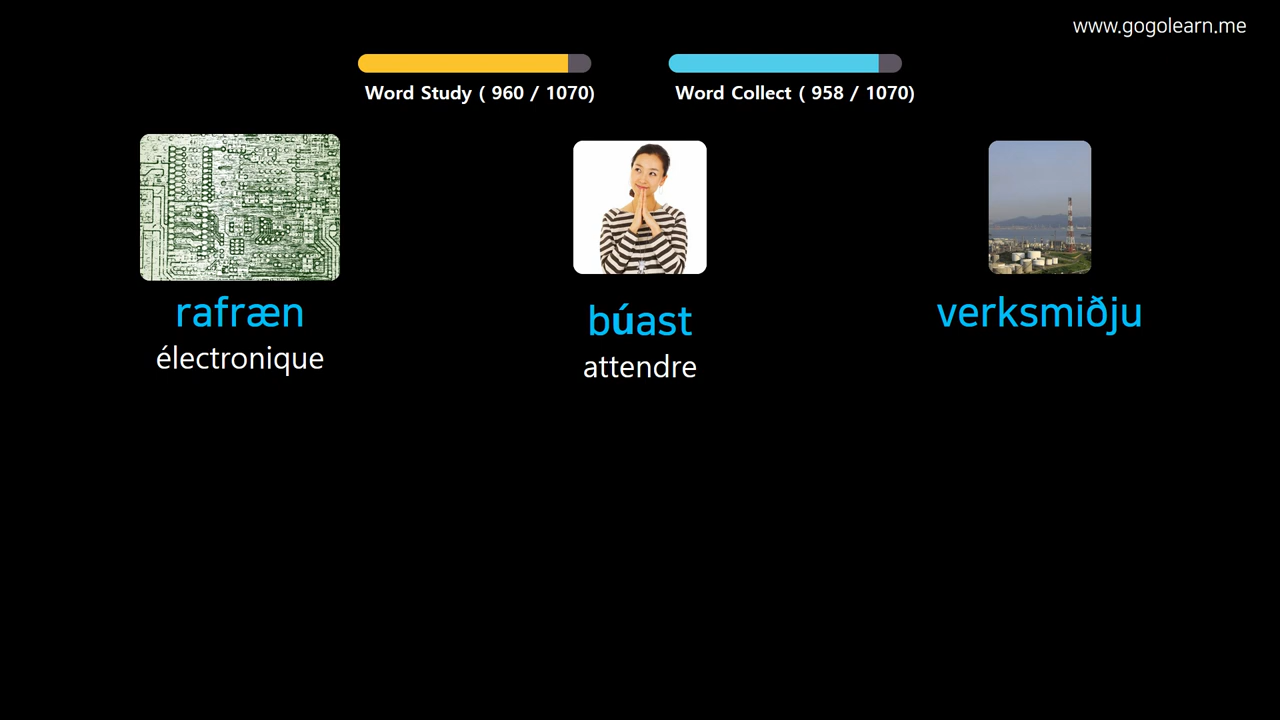 www.gogolearn.me
Word Study ( 960 / 1070)
Word Collect ( 958 / 1070)
rafræn
électronique
búast
attendre
verksmiðju